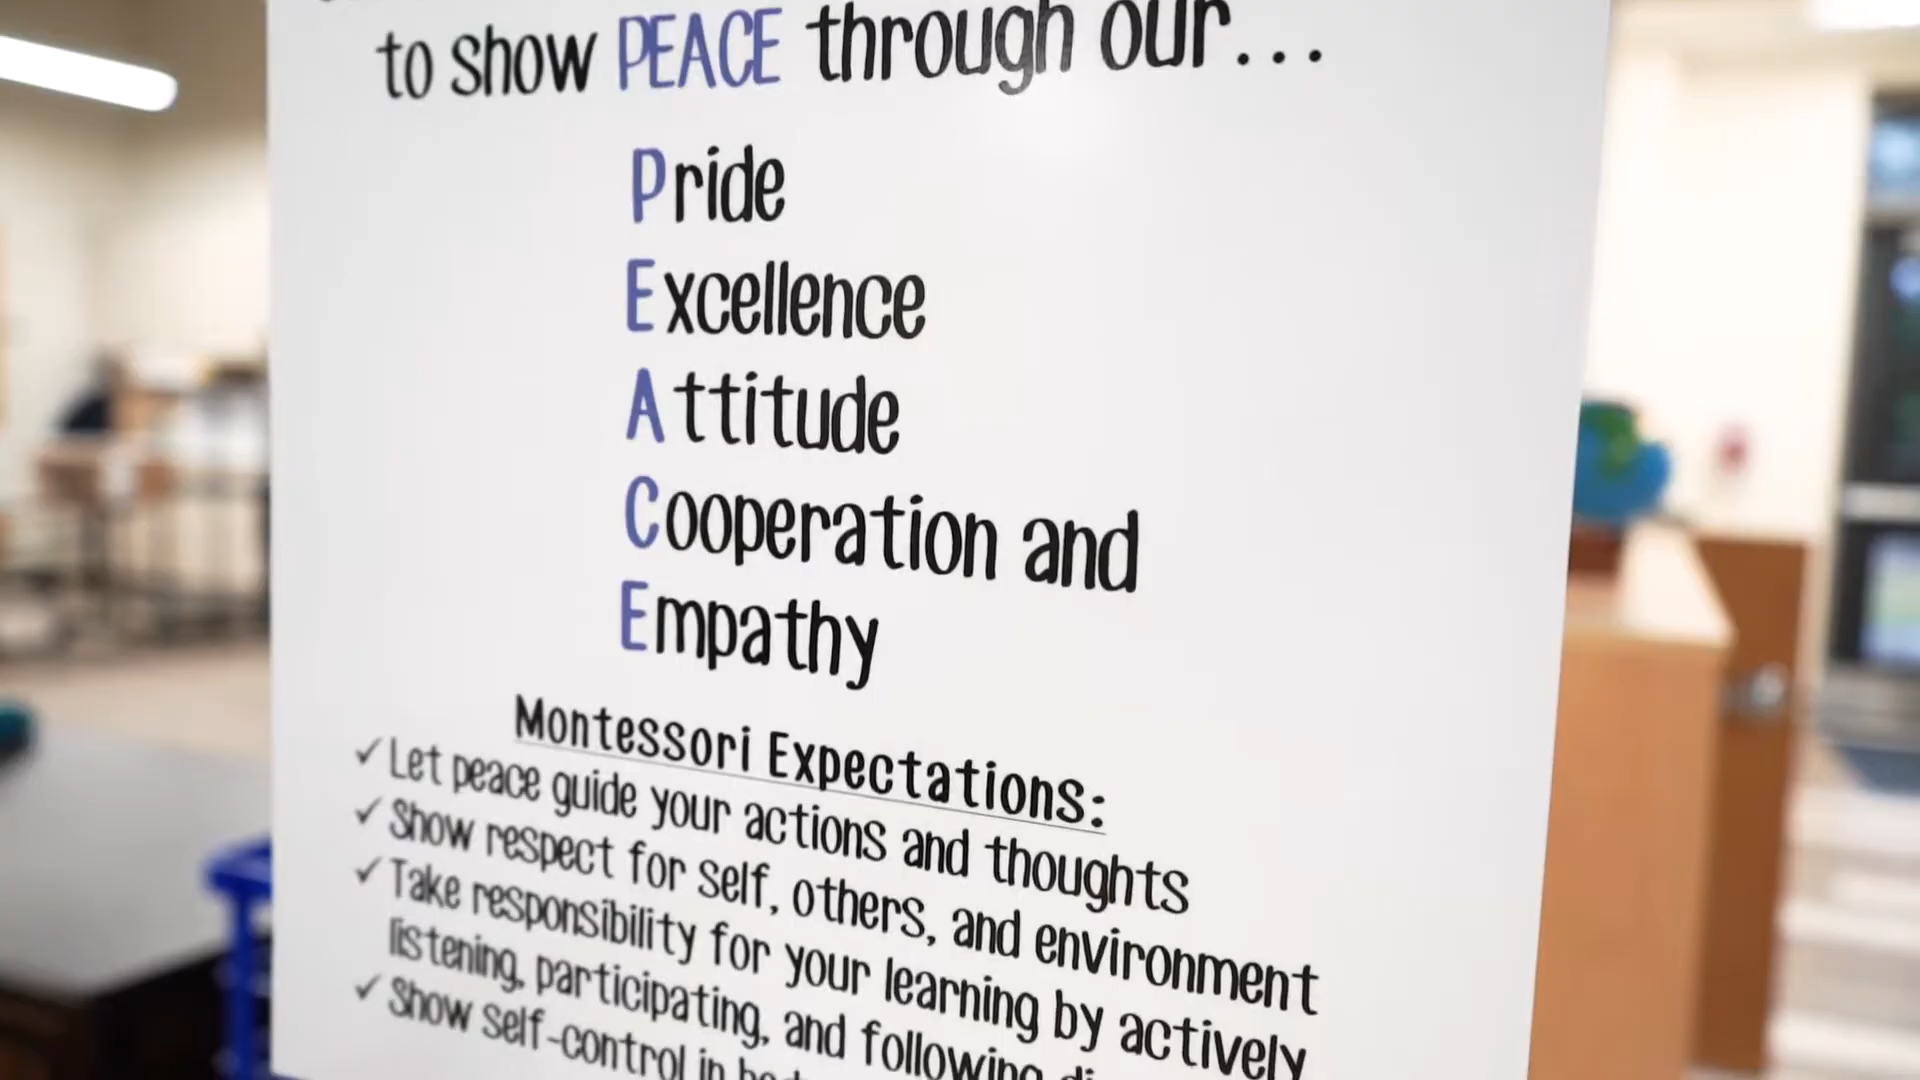 to show PEACE through our...
Pride
Excellence
Attitude
Cooperation and
Empathy
Montessori Expectations:
✓ Let peace guide your actions and thoughts
✓ Show respect for self, others, and environment
✓ Take responsibility for your learning by actively
listening, participating, and following
✓ Show self-control in